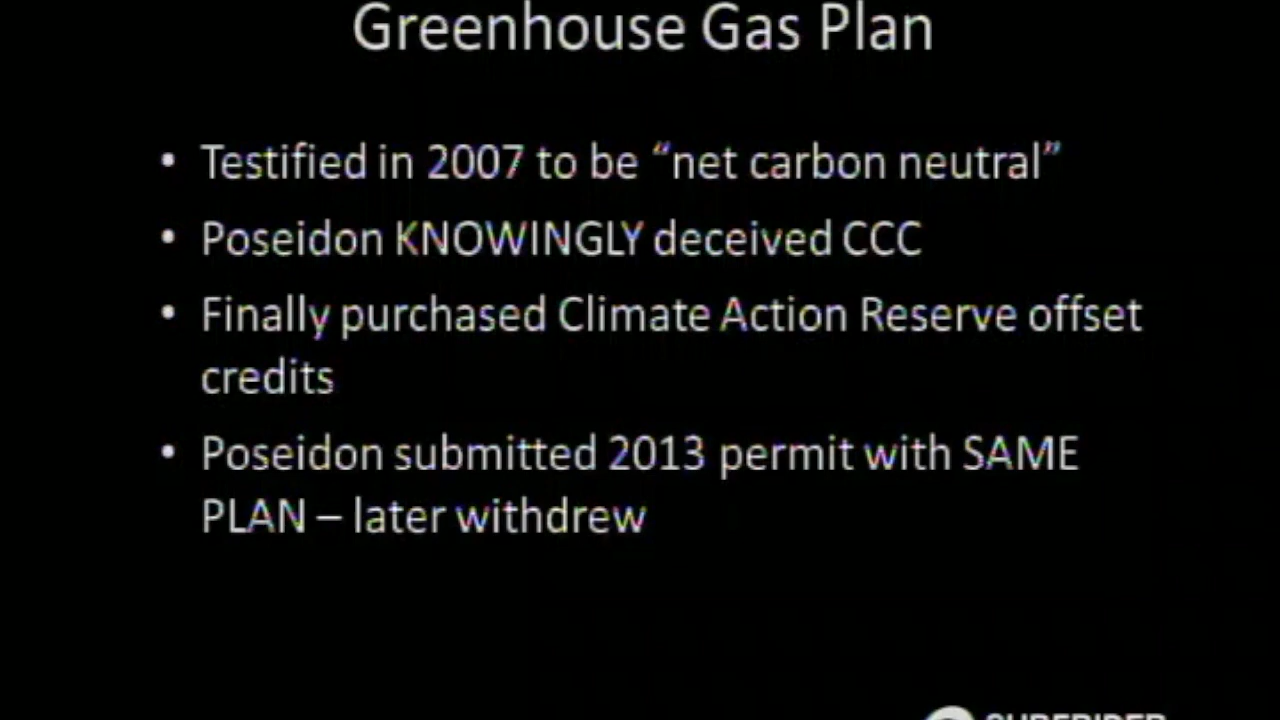 Greenhouse Gas Plan
• Testified in 2007 to be “net carbon neutral”
• Poseidon KNOWINGLY deceived CCC
• Finally purchased Climate Action Reserve offset
credits
• Poseidon submitted 2013 permit with SAME
PLAN – later withdrew
SURFRIDER